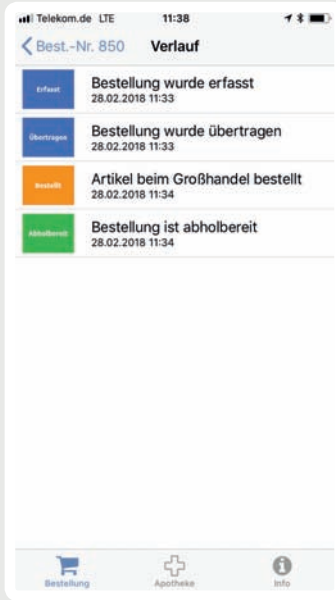 Telekom.de LTE 11:38
Best.-Nr. 850 Verlauf
Erfasst
Bestellung wurde erfasst
28.02.2018 11:33
Übertragen
Bestellung wurde übertragen
28.02.2018 11:33
Bestellt
Artikel beim Großhandel bestellt
28.02.2018 11:34
Abholbereit
Bestellung ist abholbereit
28.02.2018 11:34
Bestellung Apotheke Info